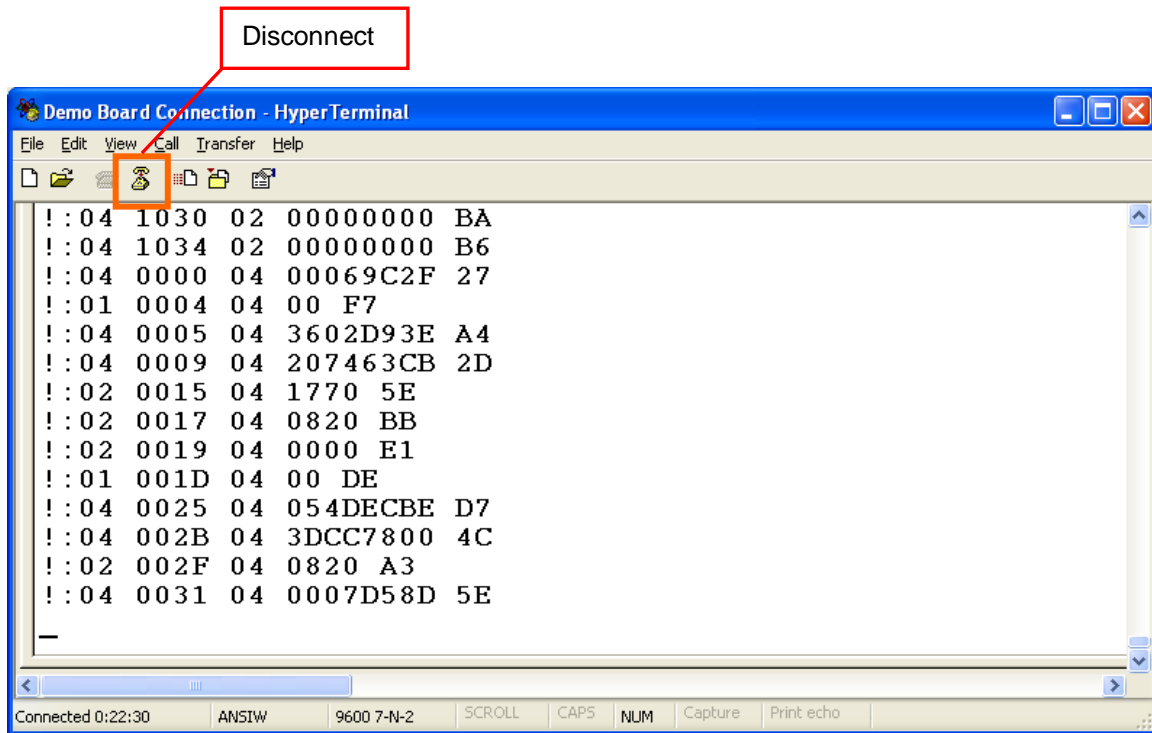 Disconnect
Demo Board Connection - HyperTerminal
File Edit View Call Transfer Help
!:04 1030 02 00000000 BA
!:04 1034 02 00000000 B6
!:04 0000 04 00069C2F 27
!:01 0004 04 00 F7
!:04 0005 04 3602D93E A4
!:04 0009 04 207463CB 2D
!:02 0015 04 1770 5E
!:02 0017 04 0820 BB
!:02 0019 04 0000 E1
!:01 001D 04 00 DE
!:04 0025 04 054DECBE D7
!:04 002B 04 3DCC7800 4C
!:02 002F 04 0820 A3
!:04 0031 04 0007D58D 5E
_
Connected 0:22:30 ANSIW 9600 7-N-2 SCROLL CAPS NUM Capture Print echo